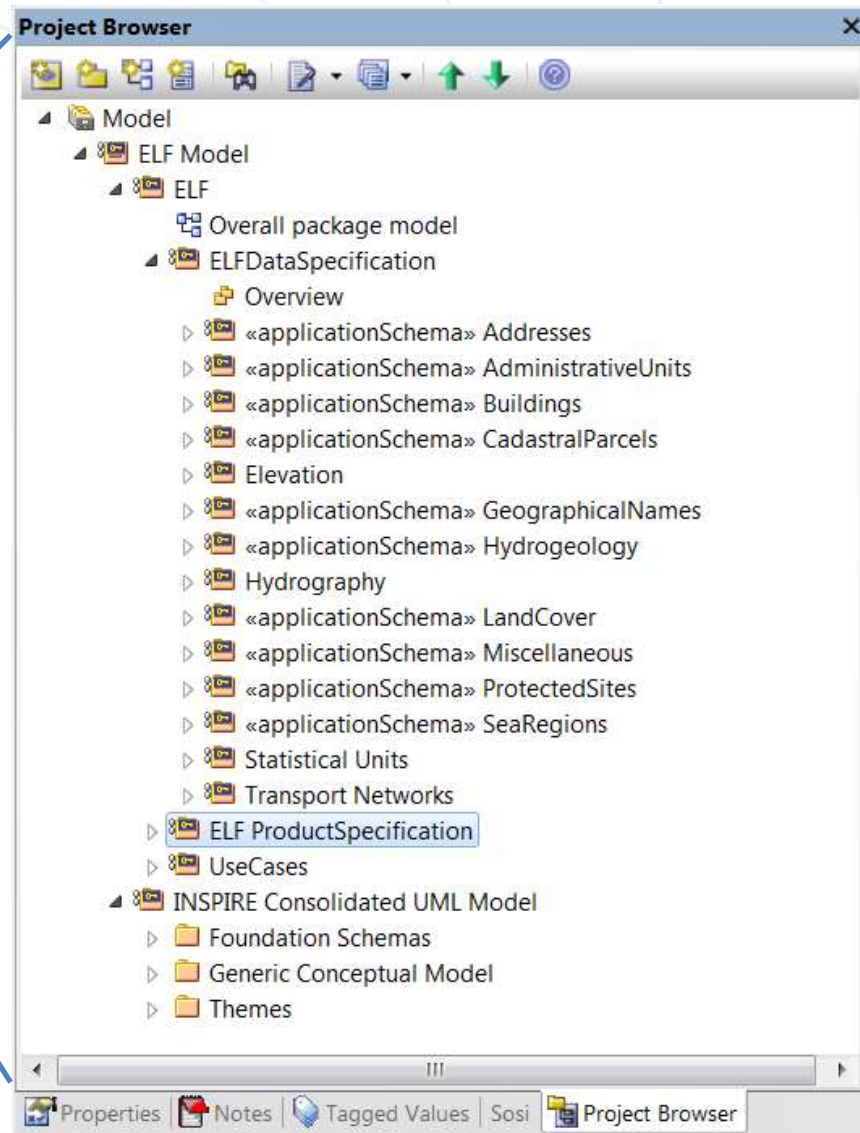 Project Browser
Model
ELF Model
ELF
Overall package model
ELFDataSpecification
Overview
«applicationSchema» Addresses
«applicationSchema» AdministrativeUnits
«applicationSchema» Buildings
«applicationSchema» CadastralParcels
Elevation
«applicationSchema» GeographicalNames
«applicationSchema» Hydrogeology
Hydrography
«applicationSchema» LandCover
«applicationSchema» Miscellaneous
«applicationSchema» ProtectedSites
«applicationSchema» SeaRegions
Statistical Units
Transport Networks
ELF ProductSpecification
UseCases
INSPIRE Consolidated UML Model
Foundation Schemas
Generic Conceptual Model
Themes
Properties Notes Tagged Values Sosi Project Browser